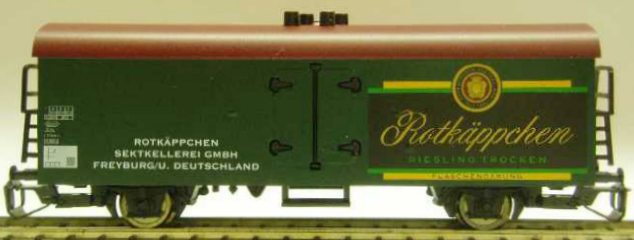 ROTKÄPPCHEN
SEKTKELLEREI GMBH
FREYBURG/U. DEUTSCHLAND
Rotkäppchen
RIESLING TROCKEN
FLASCHENGÄRUNG